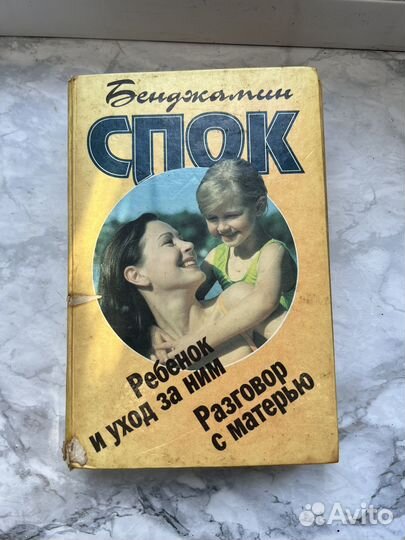 Бенджамин
СПОК
Ребенок
и уход за ним
Разговор
с матерью
Avito